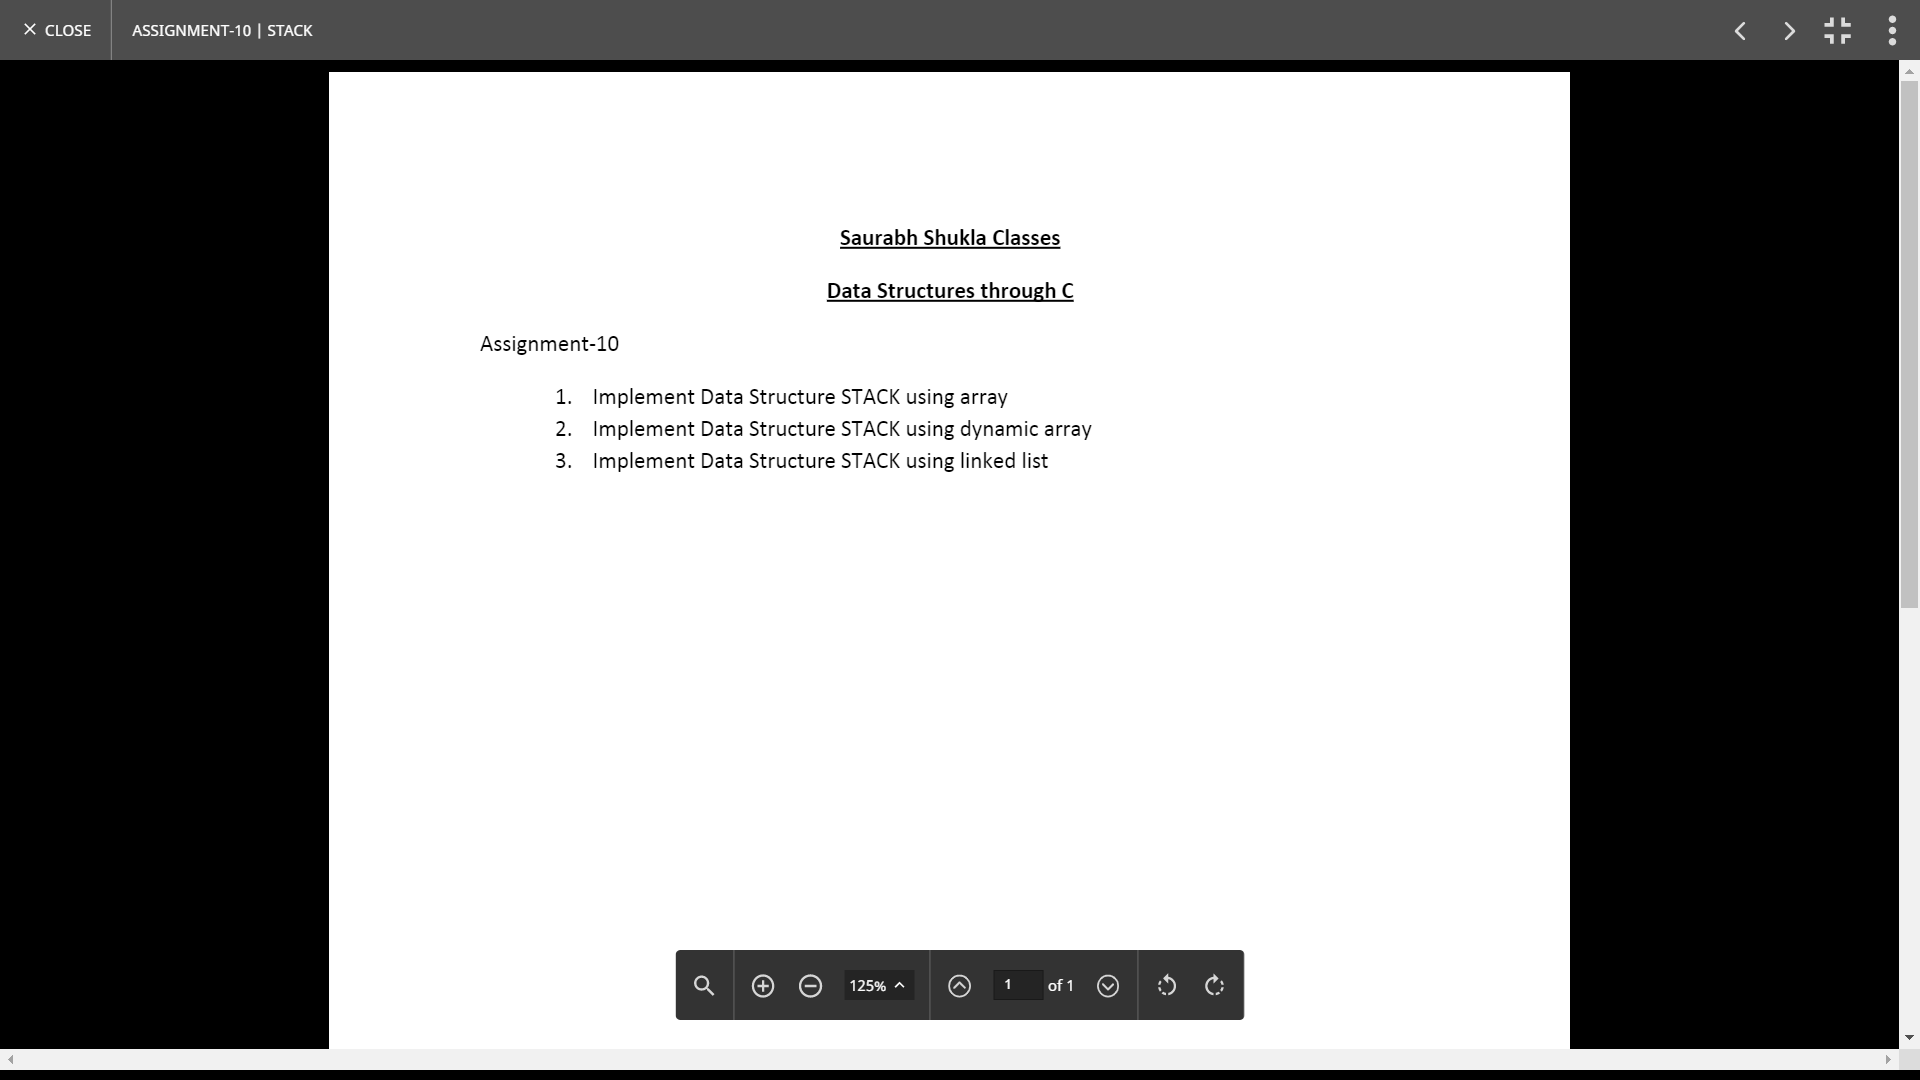 CLOSE
ASSIGNMENT-10 | STACK
Saurabh Shukla Classes
Data Structures through C
Assignment-10
1. Implement Data Structure STACK using array
2. Implement Data Structure STACK using dynamic array
3. Implement Data Structure STACK using linked list
125% 1 of 1